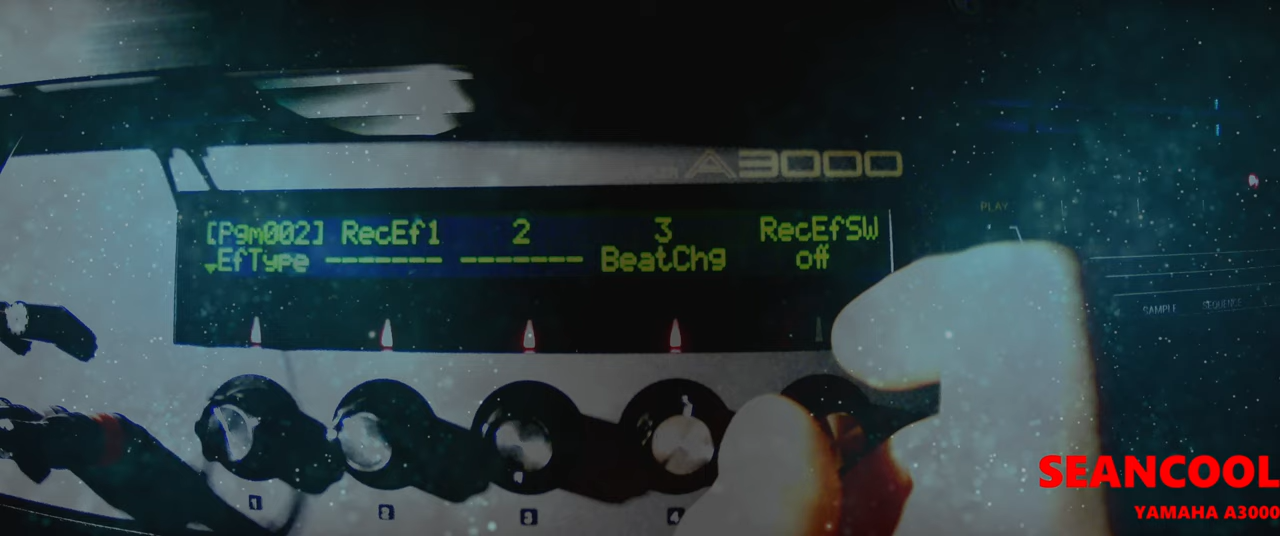 A3000
PLAY
[Pgm002] RecEf1 2 3 RecEfSW
EfType ------- ------- BeatChg off
SAMPLE SEQUENCE
1 2 3 4
SEANCOOL
YAMAHA A3000